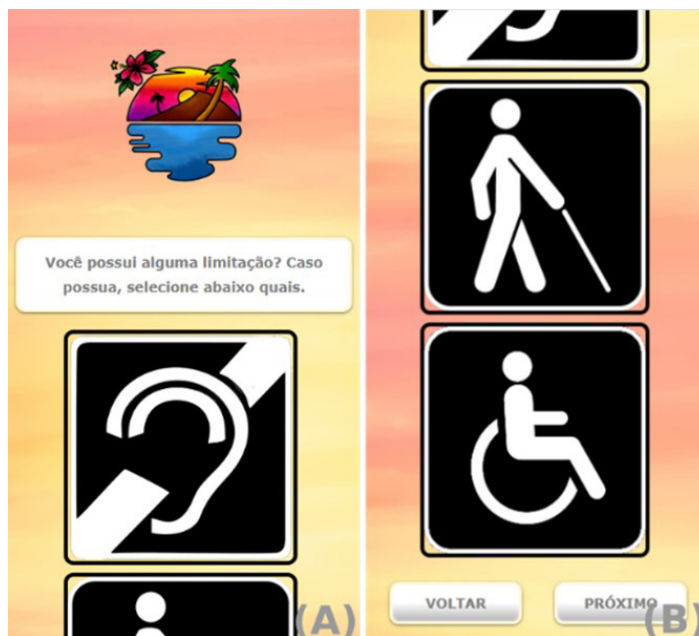 Você possui alguma limitação? Caso
possua, selecione abaixo quais.
(A)
VOLTAR
PRÓXIMO
(B)